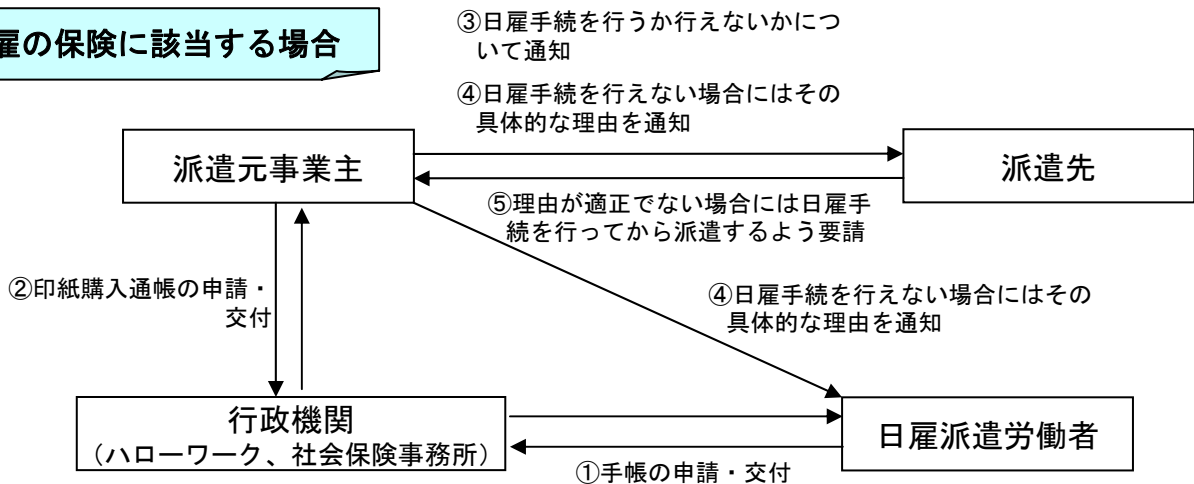 雇の保険に該当する場合
③日雇手続を行うか行えないかにつ
いて通知
④日雇手続を行えない場合にはその
具体的な理由を通知
派遣元事業主
派遣先
⑤理由が適正でない場合には日雇手
続を行ってから派遣するよう要請
②印紙購入通帳の申請・
交付
④日雇手続を行えない場合にはその
具体的な理由を通知
行政機関
（ハローワーク、社会保険事務所）
日雇派遣労働者
①手帳の申請・交付